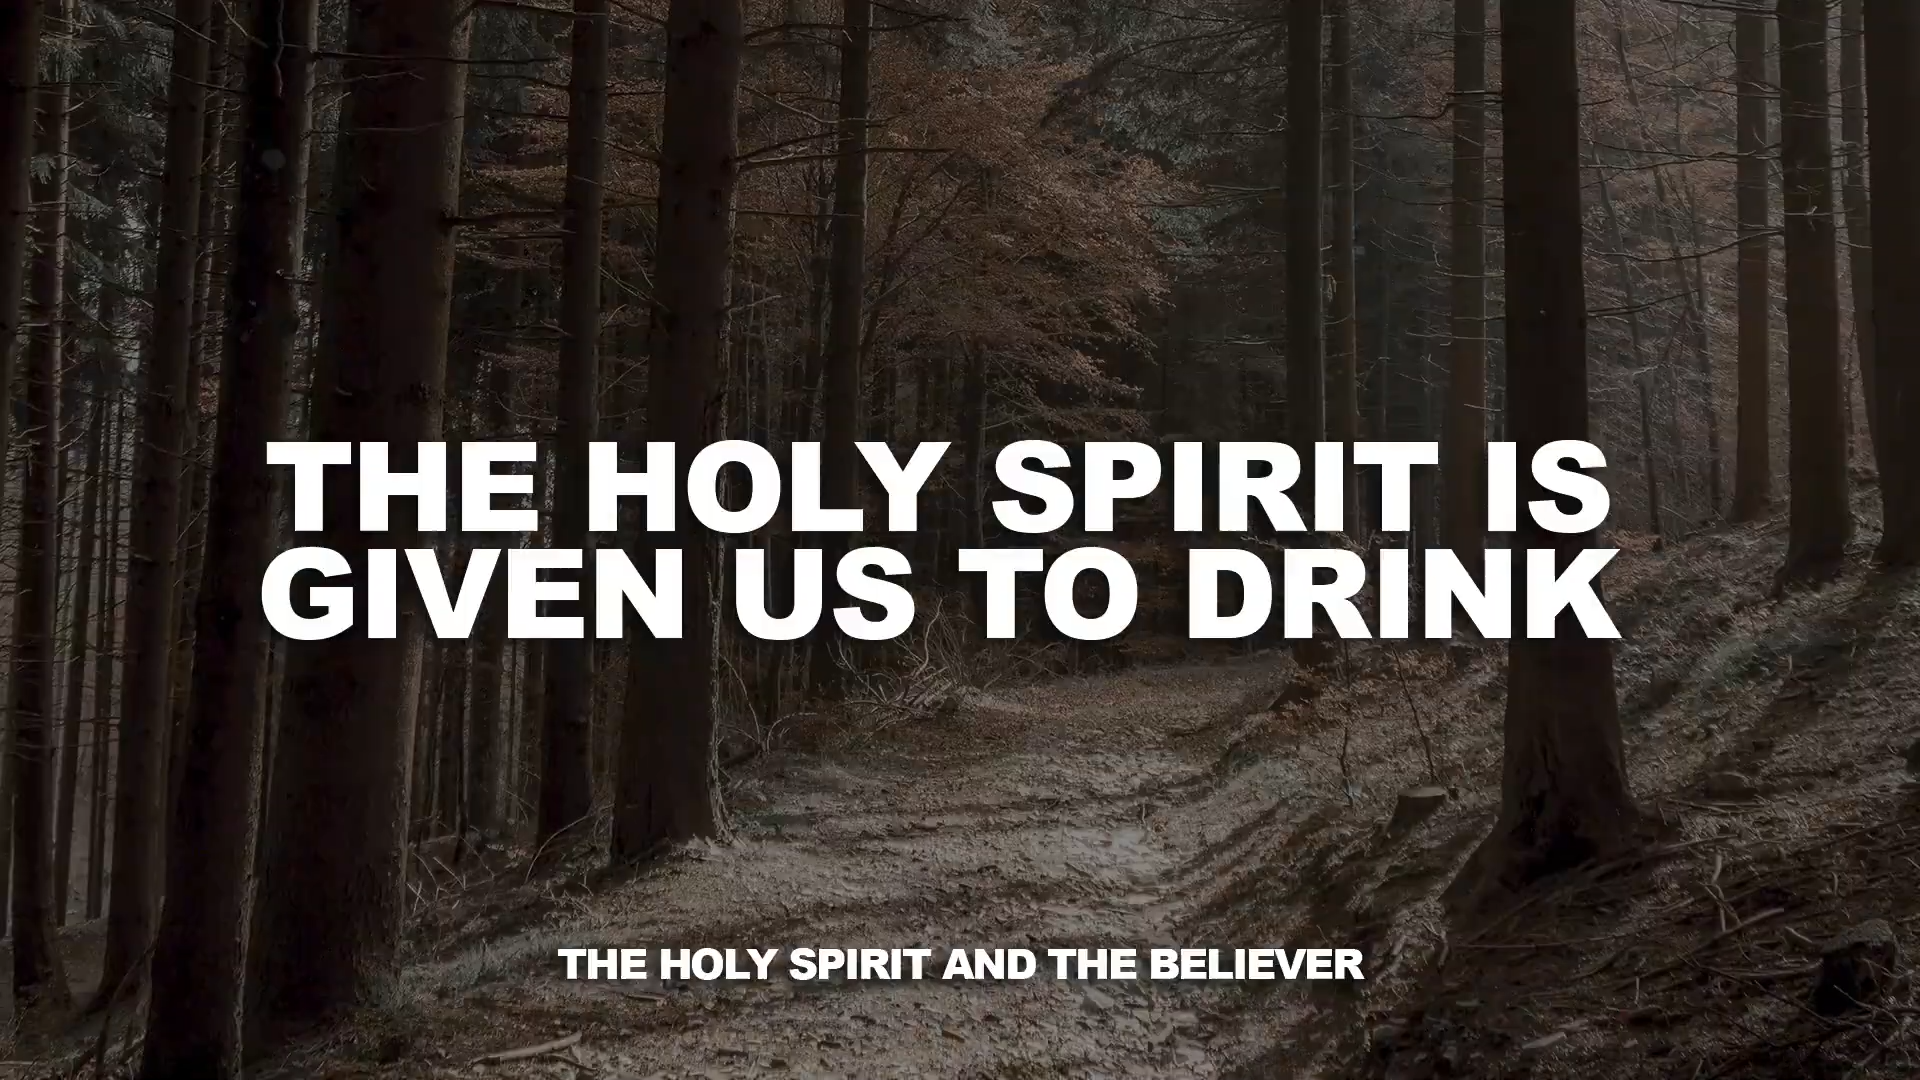 THE HOLY SPIRIT IS
GIVEN US TO DRINK
THE HOLY SPIRIT AND THE BELIEVER